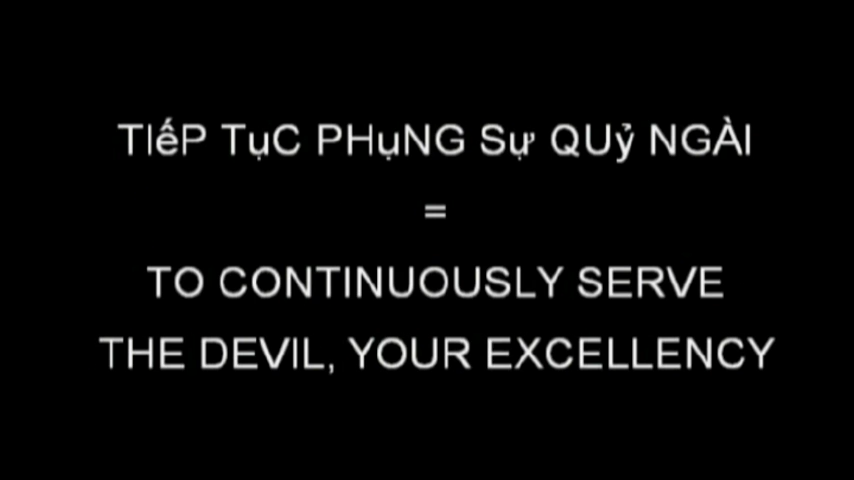 TIếP TụC PHụNG Sự QUỷ NGÀI
=
TO CONTINUOUSLY SERVE
THE DEVIL, YOUR EXCELLENCY